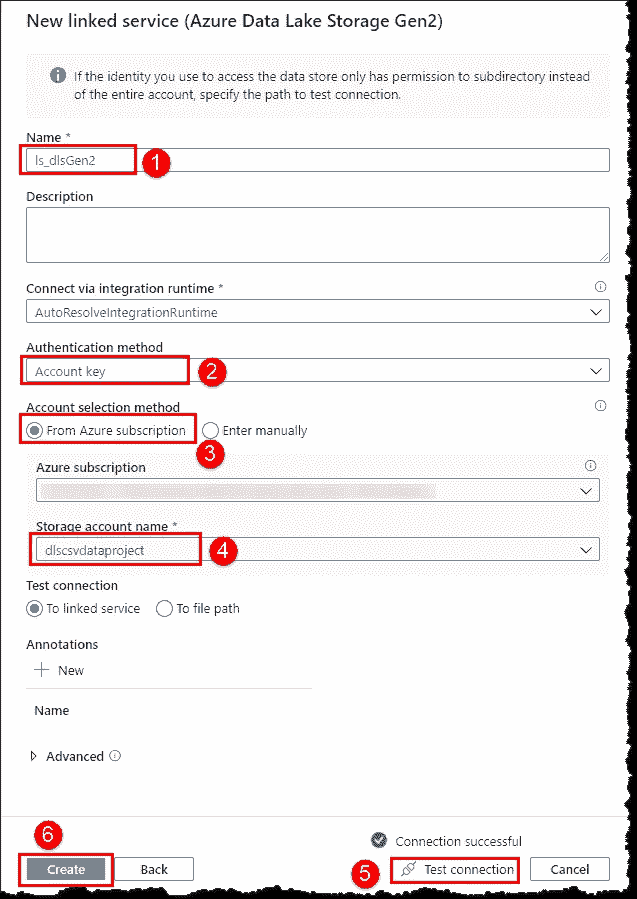 New linked service (Azure Data Lake Storage Gen2)
If the identity you use to access the data store only has permission to subdirectory instead
of the entire account, specify the path to test connection.
Name *
ls_dlsGen2
1
Description
Connect via integration runtime *
AutoResolveIntegrationRuntime
Authentication method
Account key
2
Account selection method
From Azure subscription
Enter manually
3
Azure subscription
Storage account name *
dlscsvdataproject
4
Test connection
To linked service
To file path
Annotations
New
Name
Advanced
6
Connection successful
Create
Back
5
Test connection
Cancel